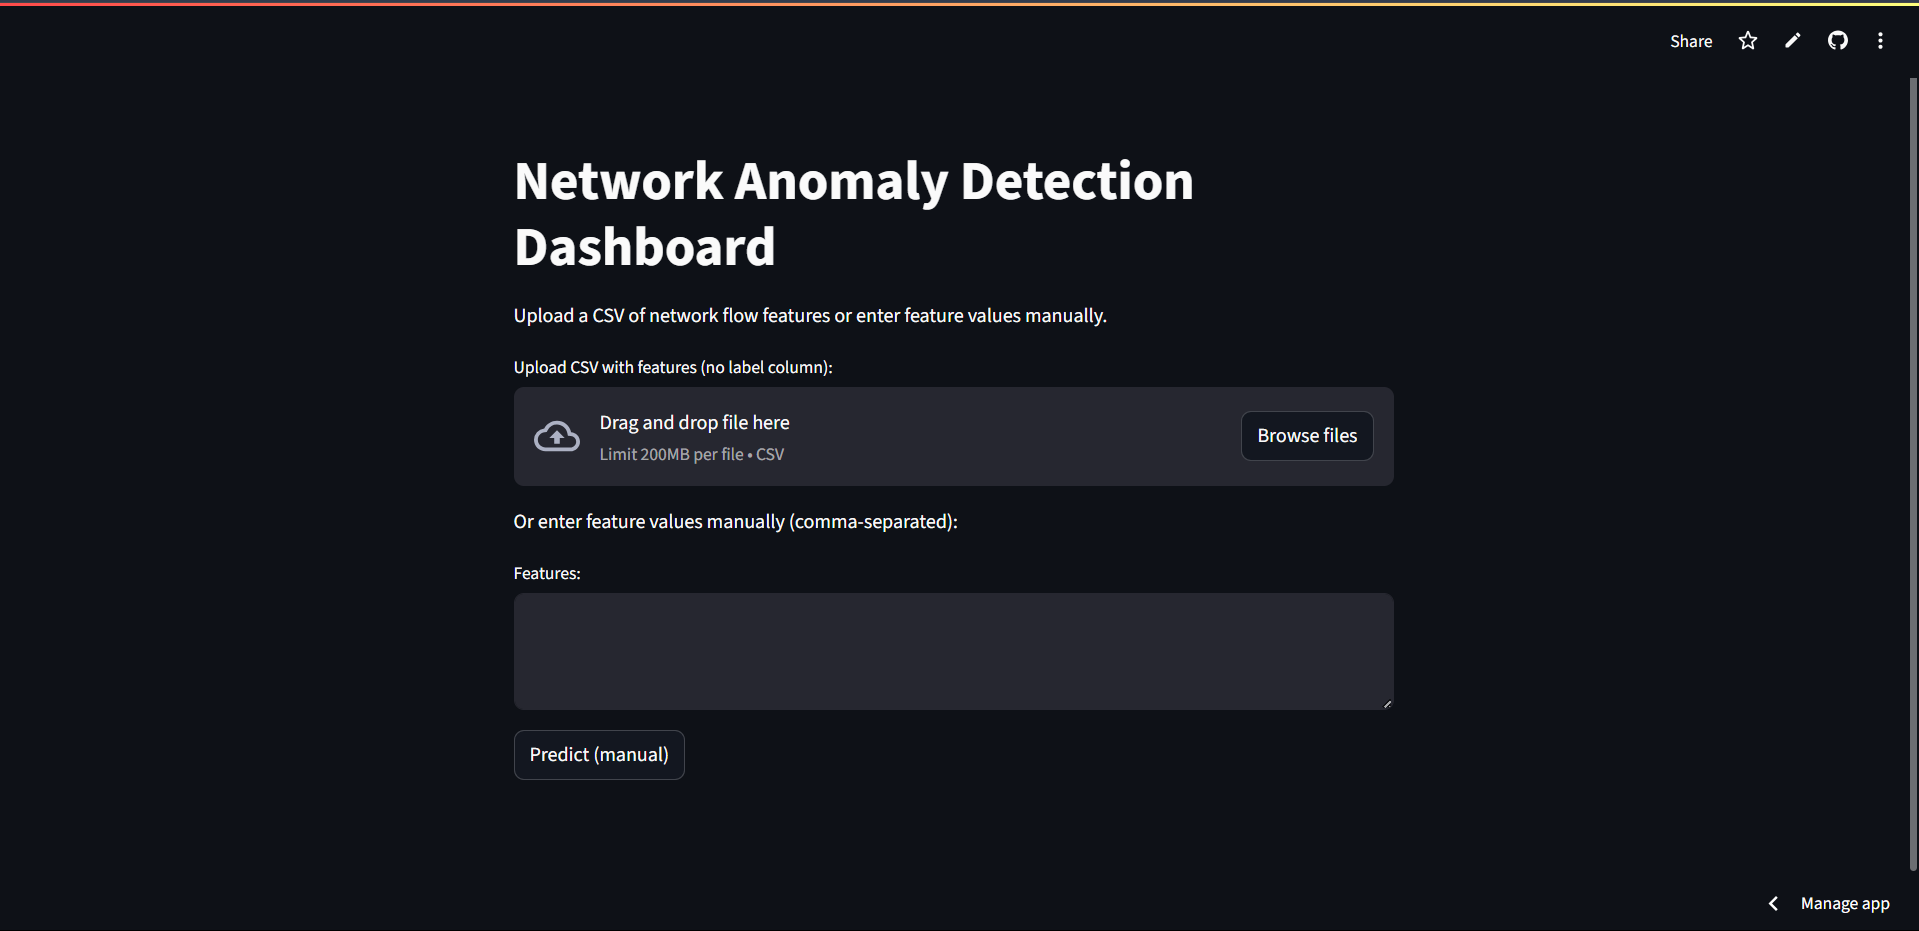 Share
Network Anomaly Detection
Dashboard
Upload a CSV of network flow features or enter feature values manually.
Upload CSV with features (no label column):
Drag and drop file here
Limit 200MB per file • CSV
Browse files
Or enter feature values manually (comma-separated):
Features:
Predict (manual)
Manage app